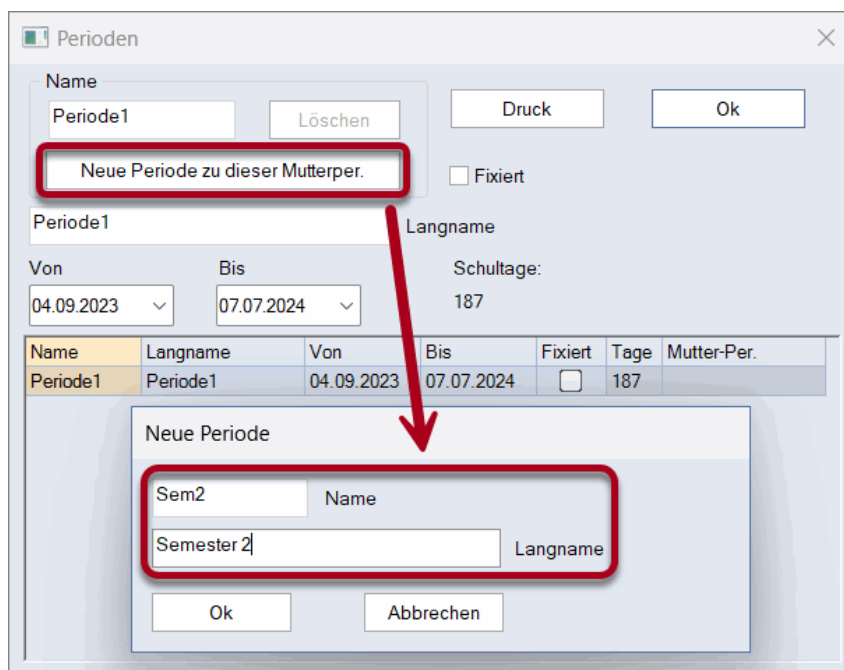 Perioden
Name
Periode1
Löschen
Druck
Ok
Neue Periode zu dieser Mutterper.
Fixiert
Periode1
Langname
Von
Bis
Schultage:
04.09.2023
07.07.2024
187
Name Langname Von Bis Fixiert Tage Mutter-Per.
Periode1 Periode1 04.09.2023 07.07.2024 187
Neue Periode
Sem2
Name
Semester 2
Langname
Ok
Abbrechen